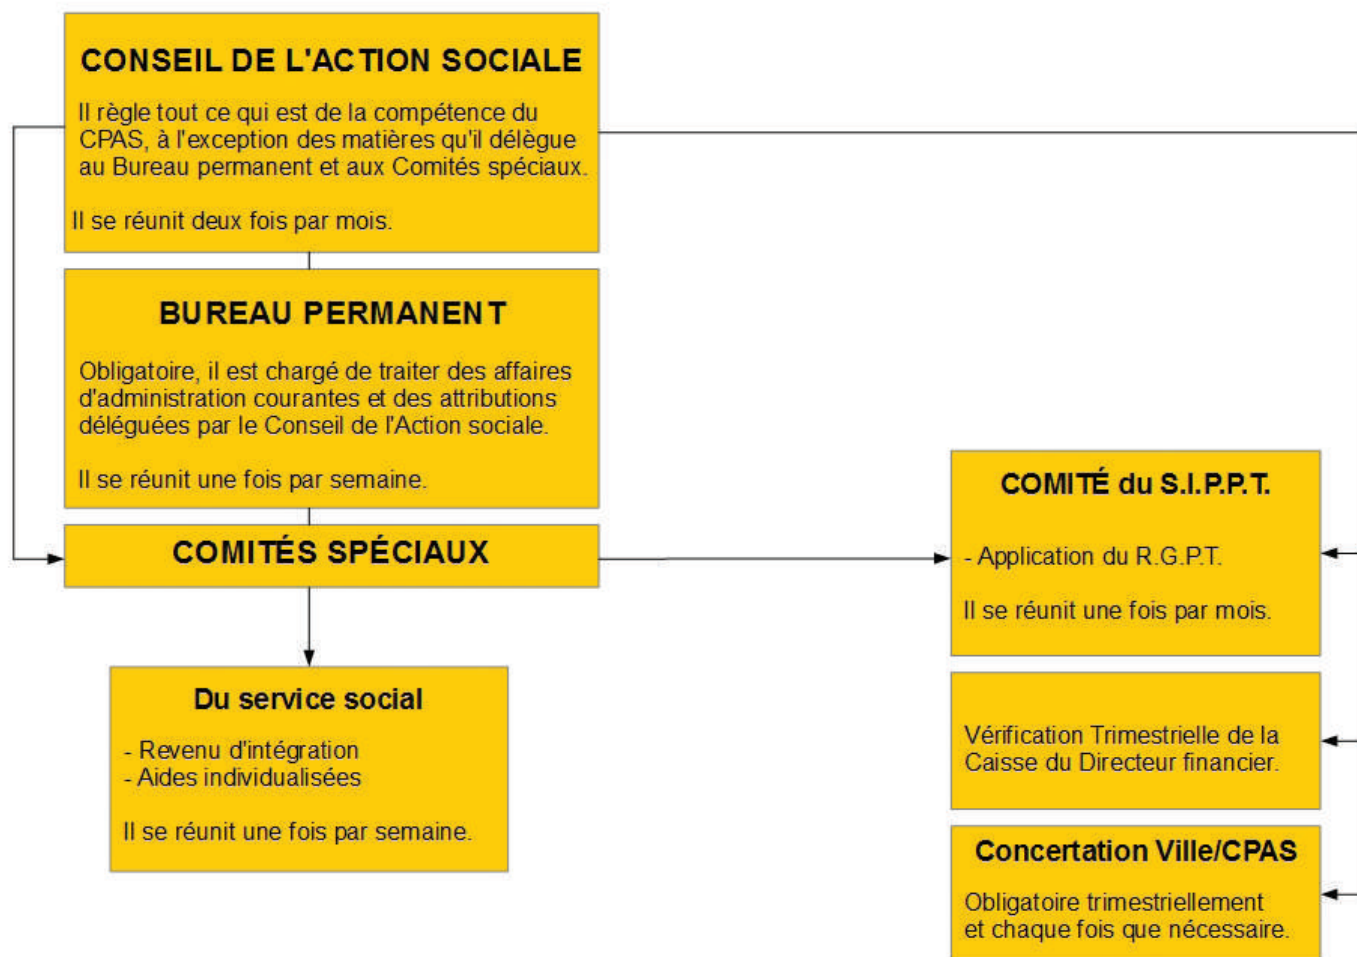 CONSEIL DE L'ACTION SOCIALE
Il règle tout ce qui est de la compétence du
CPAS, à l'exception des matières qu'il délègue
au Bureau permanent et aux Comités spéciaux.
Il se réunit deux fois par mois.
BUREAU PERMANENT
Obligatoire, il est chargé de traiter des affaires
d'administration courantes et des attributions
déléguées par le Conseil de l'Action sociale.
Il se réunit une fois par semaine.
COMITÉS SPÉCIAUX
Du service social
- Revenu d'intégration
- Aides individualisées
Il se réunit une fois par semaine.
COMITÉ du S.I.P.P.T.
- Application du R.G.P.T.
Il se réunit une fois par mois.
Vérification Trimestrielle de la
Caisse du Directeur financier.
Concertation Ville/CPAS
Obligatoire trimestriellement
et chaque fois que nécessaire.